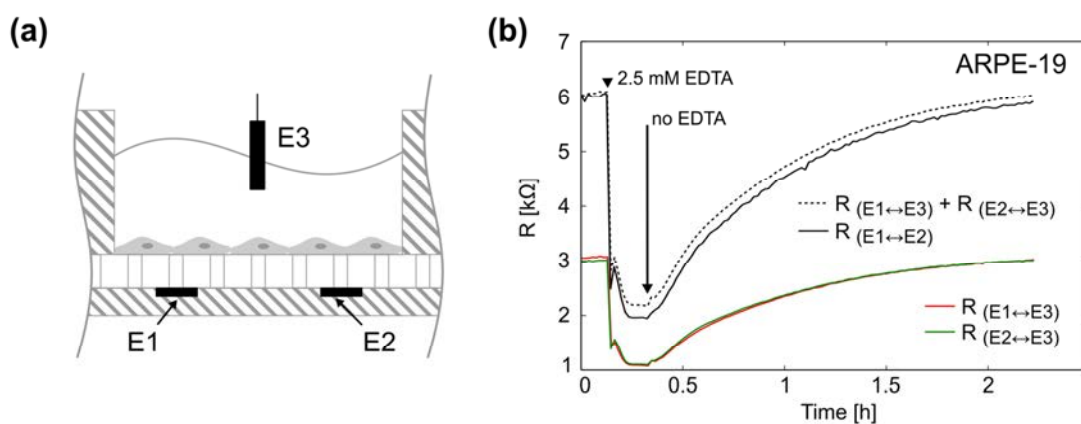 (a)
E3
E1
E2
(b)
ARPE-19
2.5 mM EDTA
no EDTA
R (E1↔E3) + R (E2↔E3)
R (E1↔E2)
R (E1↔E3)
R (E2↔E3)
R [kΩ]
7
6
5
4
3
2
1
0 0.5 1 1.5 2
Time [h]